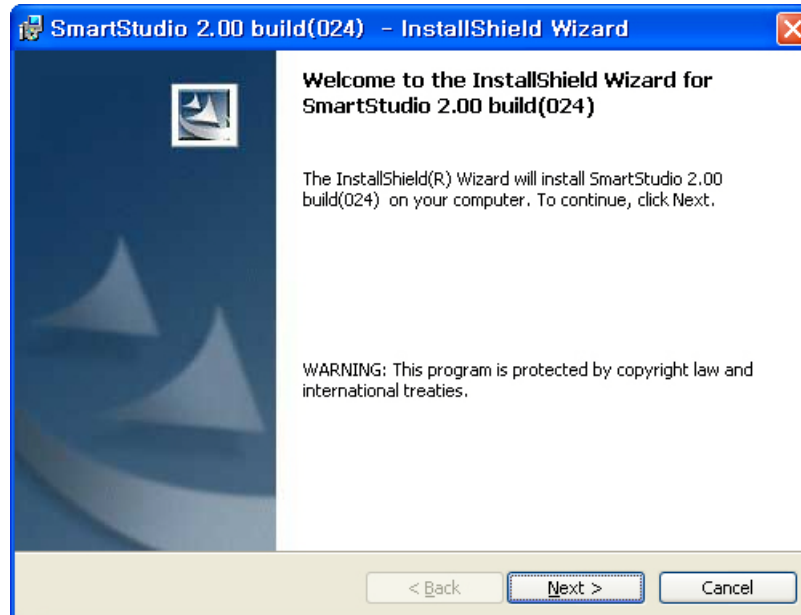 SmartStudio 2.00 build(024) - InstallShield Wizard
Welcome to the InstallShield Wizard for
SmartStudio 2.00 build(024)
The InstallShield(R) Wizard will install SmartStudio 2.00
build(024) on your computer. To continue, click Next.
WARNING: This program is protected by copyright law and
international treaties.
< Back
Next >
Cancel